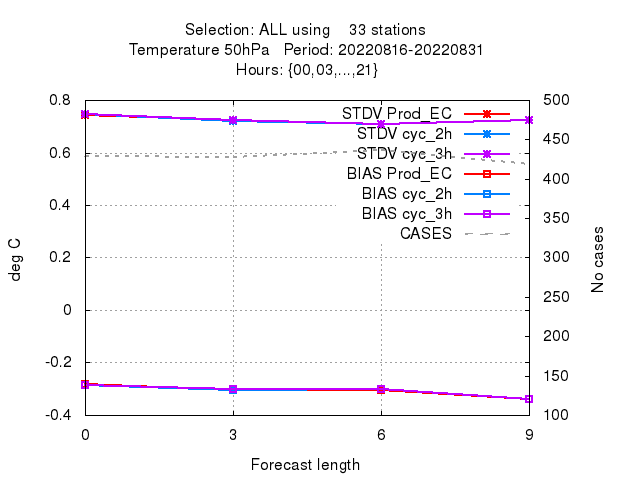 Selection: ALL using    33 stations
Temperature 50hPa   Period: 20220816-20220831
Hours: {00,03,...,21}
0.8
0.6
0.4
0.2
0
-0.2
-0.4
deg C
STDV Prod_EC
STDV cyc_2h
STDV cyc_3h
BIAS Prod_EC
BIAS cyc_2h
BIAS cyc_3h
CASES
500
450
400
350
300
250
200
150
100
No cases
0 3 6 9
Forecast length